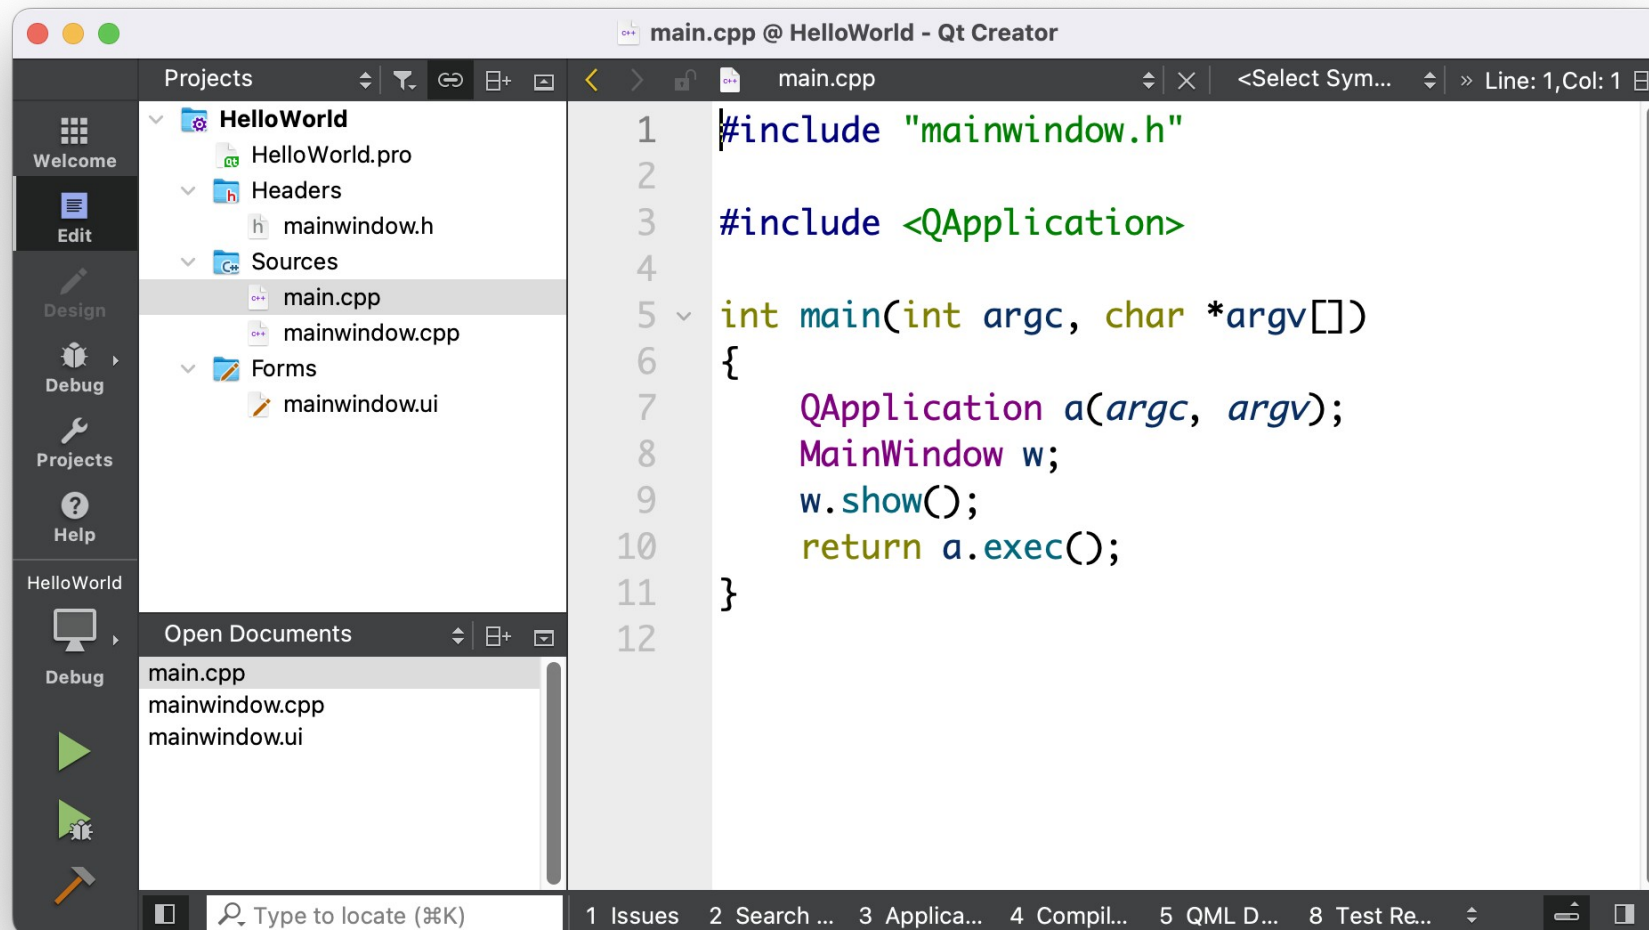 main.cpp @ HelloWorld - Qt Creator
Projects
main.cpp
<Select Sym...
» Line: 1,Col: 1
Welcome
Edit
Design
Debug
Projects
Help
HelloWorld
Debug
HelloWorld
HelloWorld.pro
Headers
mainwindow.h
Sources
main.cpp
mainwindow.cpp
Forms
mainwindow.ui
Open Documents
main.cpp
mainwindow.cpp
mainwindow.ui
1 #include "mainwindow.h"
2
3 #include <QApplication>
4
5 int main(int argc, char *argv[])
6 {
7     QApplication a(argc, argv);
8     MainWindow w;
9     w.show();
10     return a.exec();
11 }
12
Type to locate (⌘K)
1 Issues 2 Search ... 3 Applica... 4 Compil... 5 QML D... 8 Test Re...